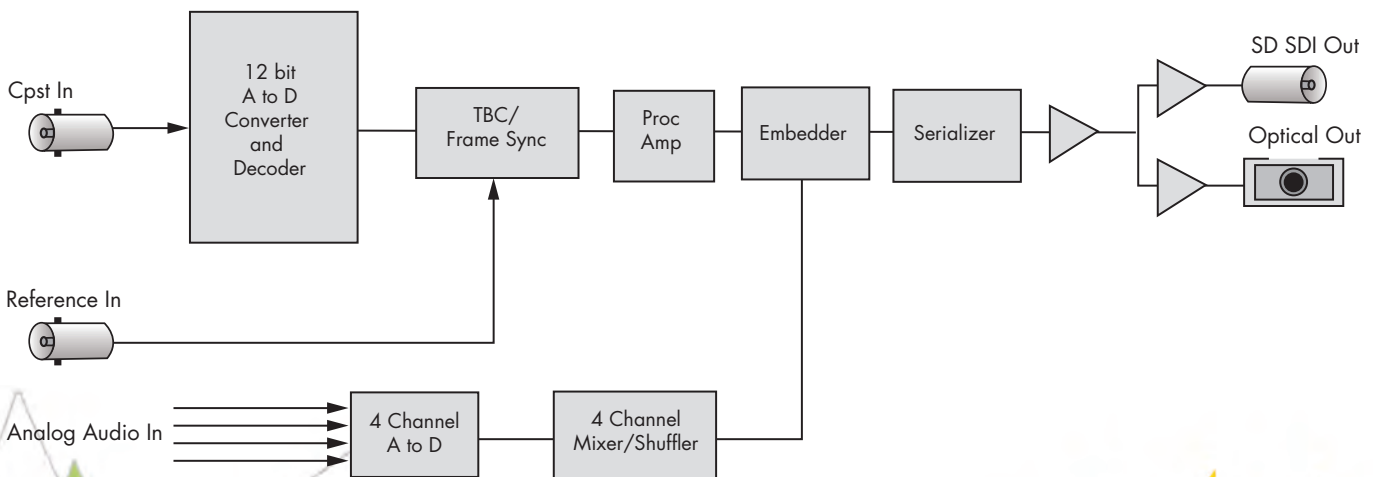 Cpst In
12 bit
A to D
Converter
and
Decoder
TBC/
Frame Sync
Proc
Amp
Embedder
Serializer
SD SDI Out
Optical Out
Reference In
Analog Audio In
4 Channel
A to D
4 Channel
Mixer/Shuffler